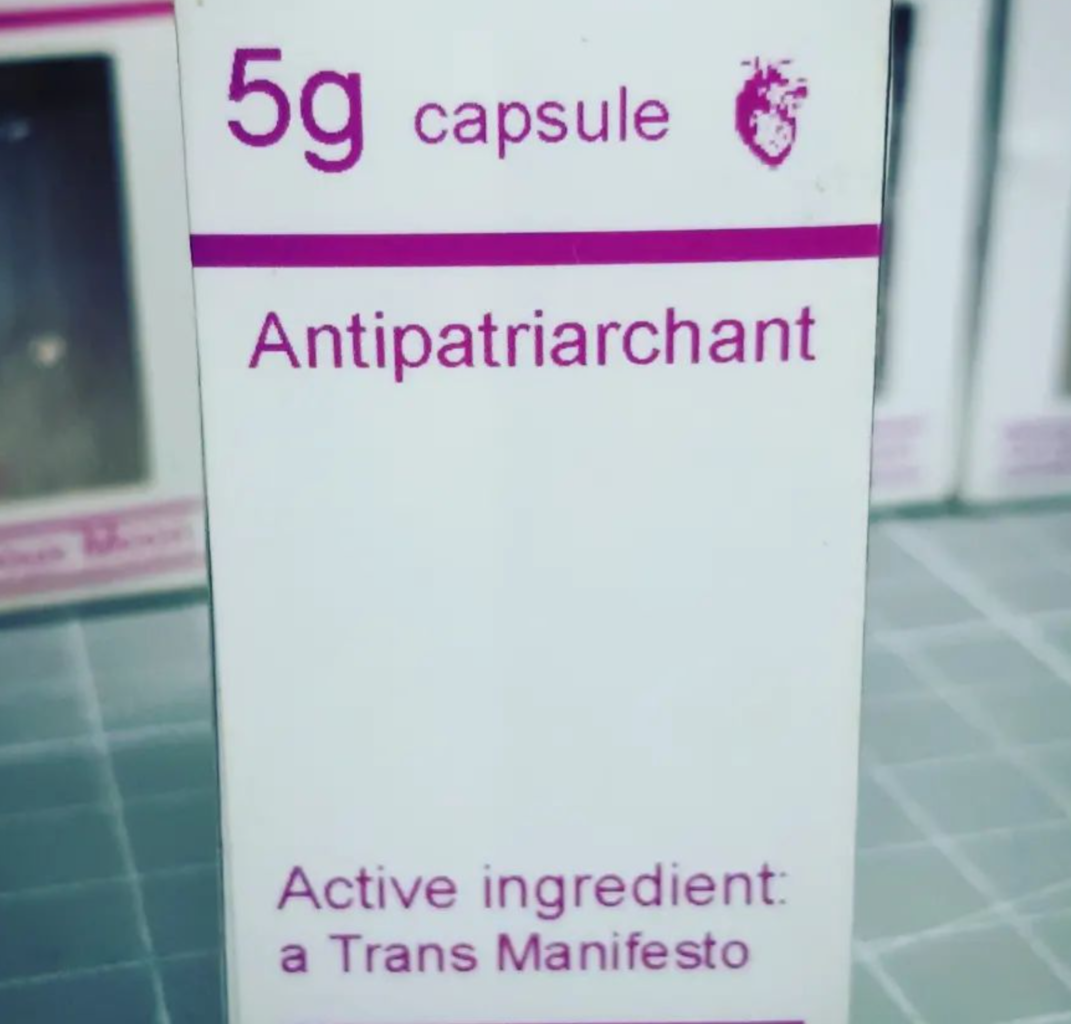 5g capsule
Antipatriarchant
Active ingredient:
a Trans Manifesto